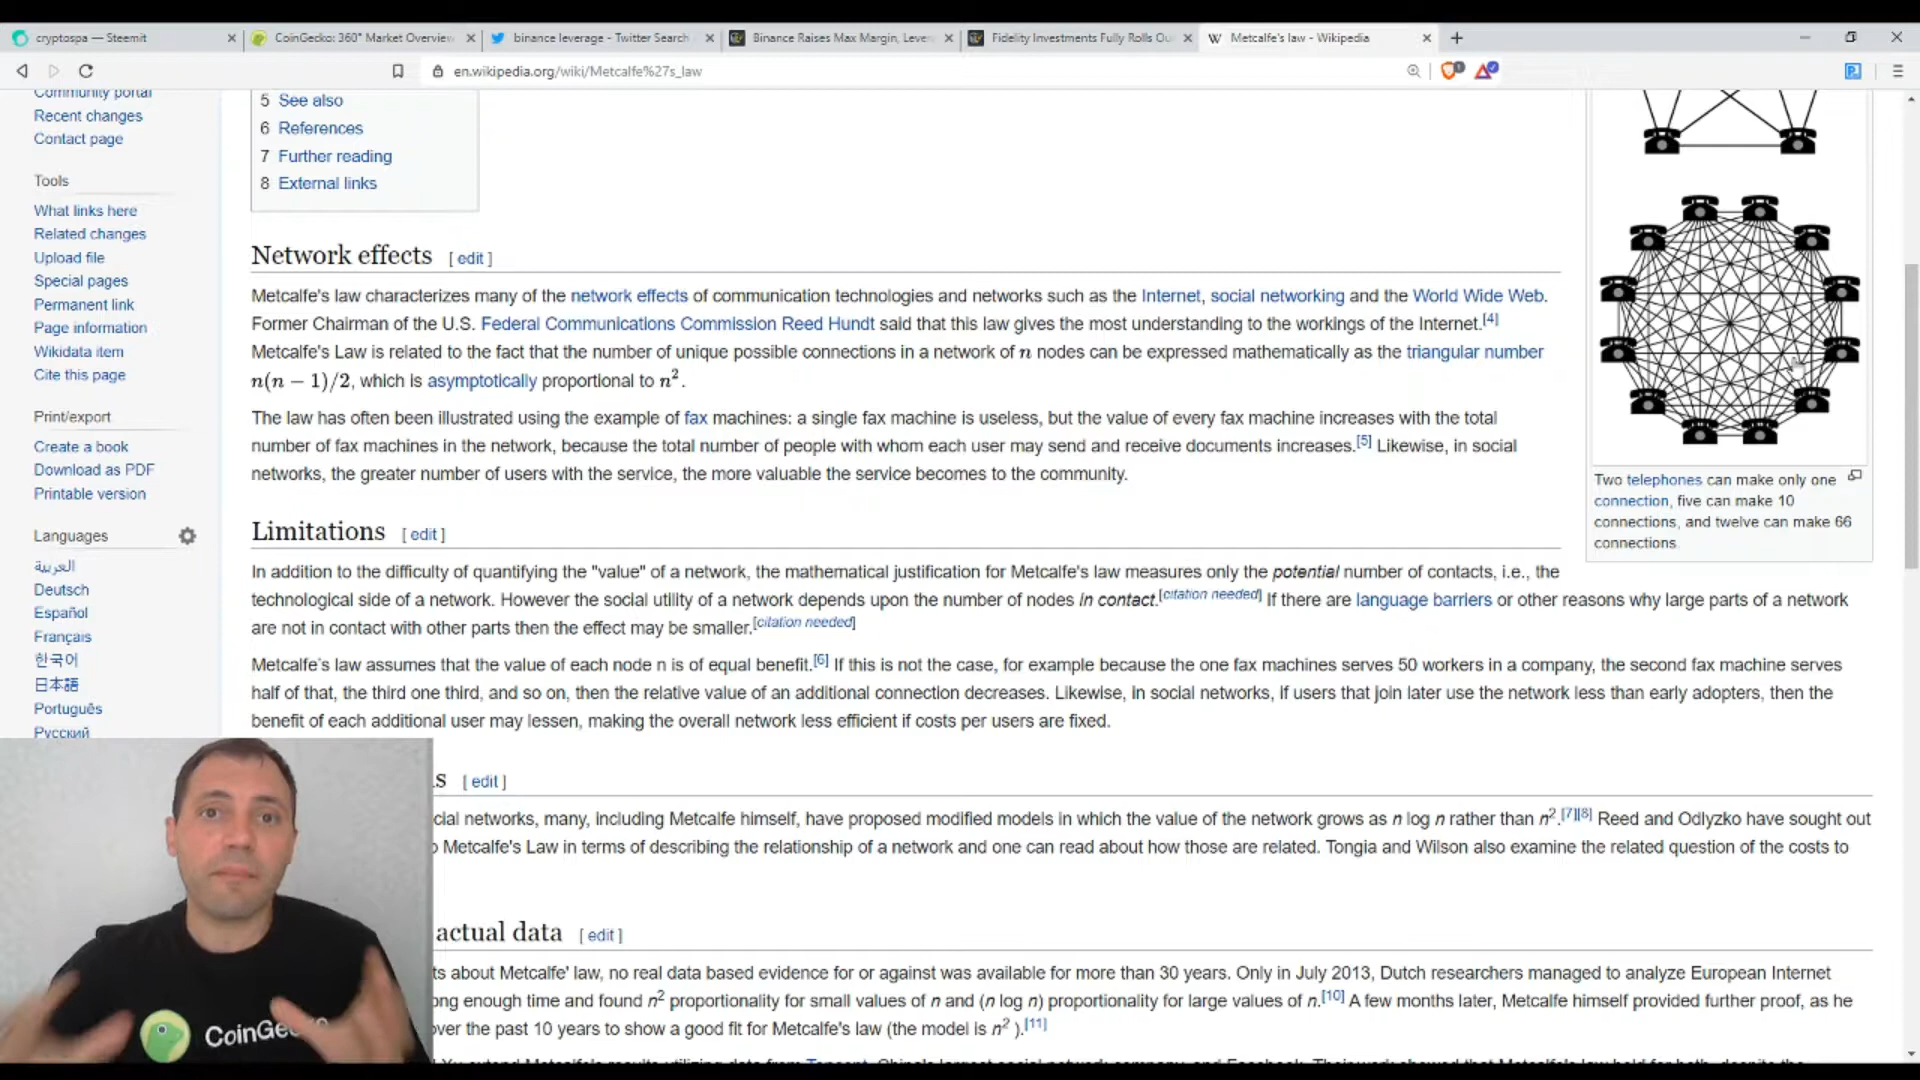 cryptospa — Steemit
CoinGecko: 360° Market Overview
binance leverage - Twitter Search
Binance Raises Max Margin, Lever
Fidelity Investments Fully Rolls Ou
W Metcalfe's law - Wikipedia
en.wikipedia.org/wiki/Metcalfe%27s_law
Community portal
Recent changes
Contact page
Tools
What links here
Related changes
Upload file
Special pages
Permanent link
Page information
Wikidata item
Cite this page
Print/export
Create a book
Download as PDF
Printable version
Languages
العربية
Deutsch
Español
Français
한국어
日本語
Português
Русский
5 See also
6 References
7 Further reading
8 External links
Network effects [ edit ]
Metcalfe's law characterizes many of the network effects of communication technologies and networks such as the Internet, social networking and the World Wide Web.
Former Chairman of the U.S. Federal Communications Commission Reed Hundt said that this law gives the most understanding to the workings of the Internet.[4]
Metcalfe's Law is related to the fact that the number of unique possible connections in a network of n nodes can be expressed mathematically as the triangular number
n(n − 1)/2, which is asymptotically proportional to n².
The law has often been illustrated using the example of fax machines: a single fax machine is useless, but the value of every fax machine increases with the total
number of fax machines in the network, because the total number of people with whom each user may send and receive documents increases.[5] Likewise, in social
networks, the greater number of users with the service, the more valuable the service becomes to the community.
Limitations [ edit ]
In addition to the difficulty of quantifying the "value" of a network, the mathematical justification for Metcalfe's law measures only the potential number of contacts, i.e., the
technological side of a network. However the social utility of a network depends upon the number of nodes in contact.[citation needed] If there are language barriers or other reasons why large parts of a network
are not in contact with other parts then the effect may be smaller.[citation needed]
Metcalfe's law assumes that the value of each node n is of equal benefit.[6] If this is not the case, for example because the one fax machines serves 50 workers in a company, the second fax machine serves
half of that, the third one third, and so on, then the relative value of an additional connection decreases. Likewise, in social networks, if users that join later use the network less than early adopters, then the
benefit of each additional user may lessen, making the overall network less efficient if costs per users are fixed.
s [ edit ]
cial networks, many, including Metcalfe himself, have proposed modified models in which the value of the network grows as n log n rather than n².[7][8] Reed and Odlyzko have sought out
Metcalfe's Law in terms of describing the relationship of a network and one can read about how those are related. Tongia and Wilson also examine the related question of the costs to
actual data [ edit ]
ts about Metcalfe' law, no real data based evidence for or against was available for more than 30 years. Only in July 2013, Dutch researchers managed to analyze European Internet
ong enough time and found n² proportionality for small values of n and (n log n) proportionality for large values of n.[10] A few months later, Metcalfe himself provided further proof, as he
over the past 10 years to show a good fit for Metcalfe's law (the model is n² ).[11]
Two telephones can make only one
connection, five can make 10
connections, and twelve can make 66
connections
CoinGecko